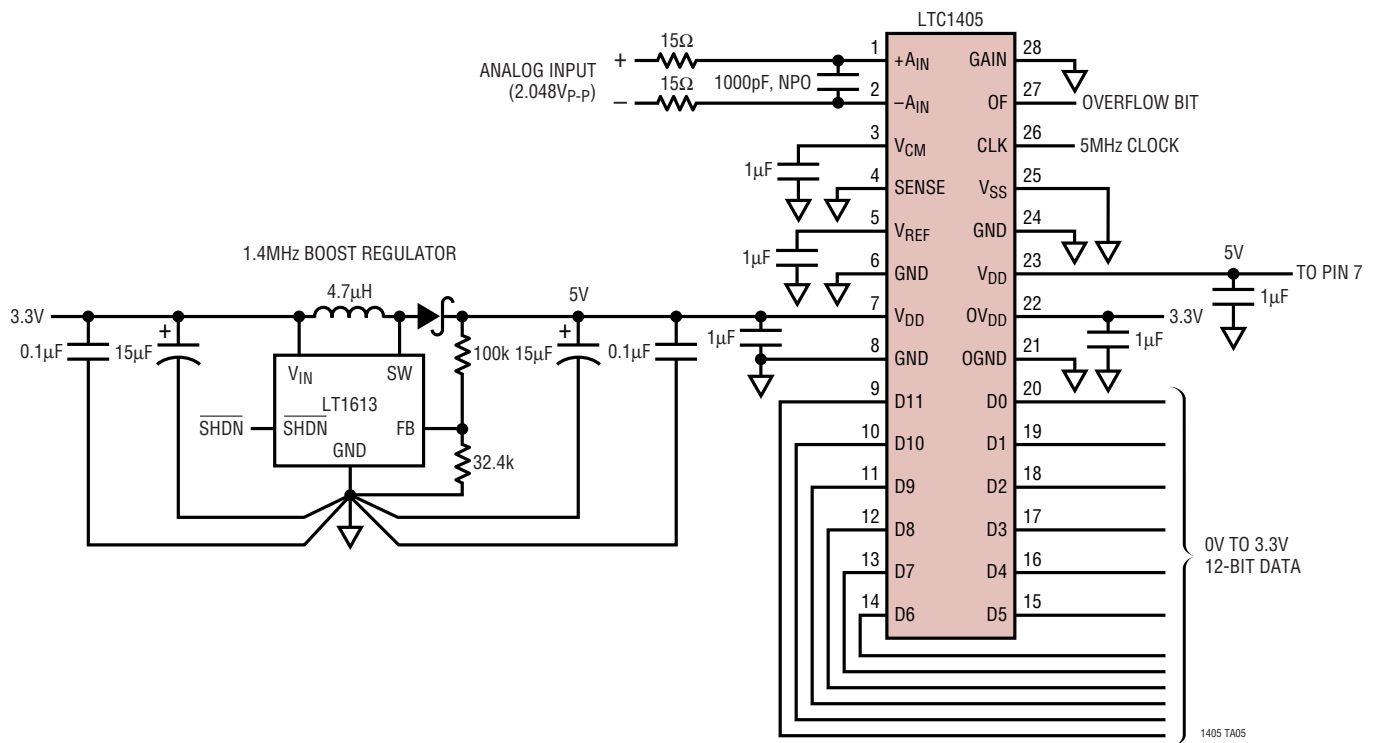 LTC1405
ANALOG INPUT
(2.048VP-P)
+
–
15Ω
15Ω
1000pF, NPO
1 +AIN
2 –AIN
3 VCM
4 SENSE
5 VREF
6 GND
7 VDD
8 GND
9 D11
10 D10
11 D9
12 D8
13 D7
14 D6
GAIN 28
OF 27 OVERFLOW BIT
CLK 26 5MHz CLOCK
VSS 25
GND 24
VDD 23
OVDD 22 3.3V
OGND 21
D0 20
D1 19
D2 18
D3 17
D4 16
D5 15
1µF
1µF
1µF
5V
TO PIN 7
1µF
1µF
0V TO 3.3V
12-BIT DATA
1.4MHz BOOST REGULATOR
3.3V
4.7µH
5V
0.1µF
+
15µF
VIN
SW
LT1613
SHDN
SHDN
FB
GND
100k
32.4k
+
15µF
0.1µF
1405 TA05